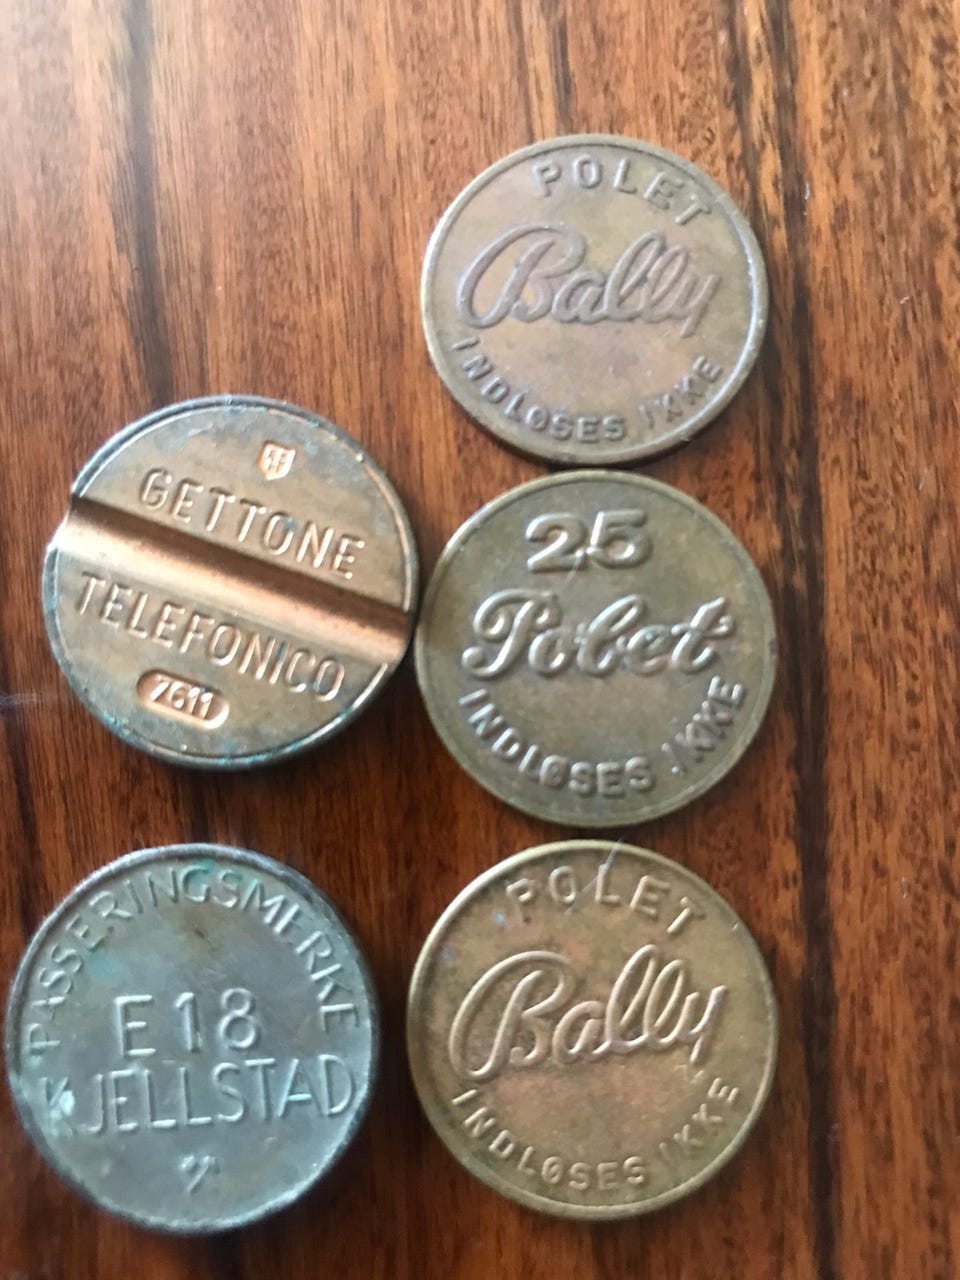 POLET
Bally
INDLØSES IKKE
GETTONE
TELEFONICO
7611
25
Polet
INDLØSES IKKE
PASSERINGSMERKE
E18
KJELLSTAD
POLET
Bally
INDLØSES IKKE